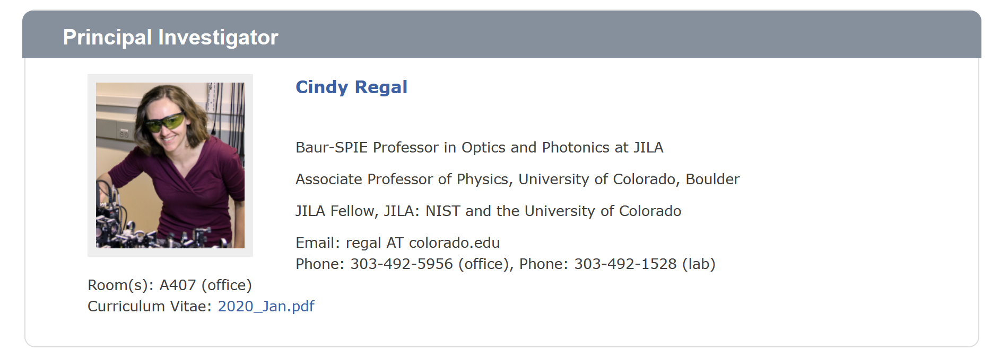 Principal Investigator
Cindy Regal
Baur-SPIE Professor in Optics and Photonics at JILA
Associate Professor of Physics, University of Colorado, Boulder
JILA Fellow, JILA: NIST and the University of Colorado
Email: regal AT colorado.edu
Phone: 303-492-5956 (office), Phone: 303-492-1528 (lab)
Room(s): A407 (office)
Curriculum Vitae: 2020_Jan.pdf